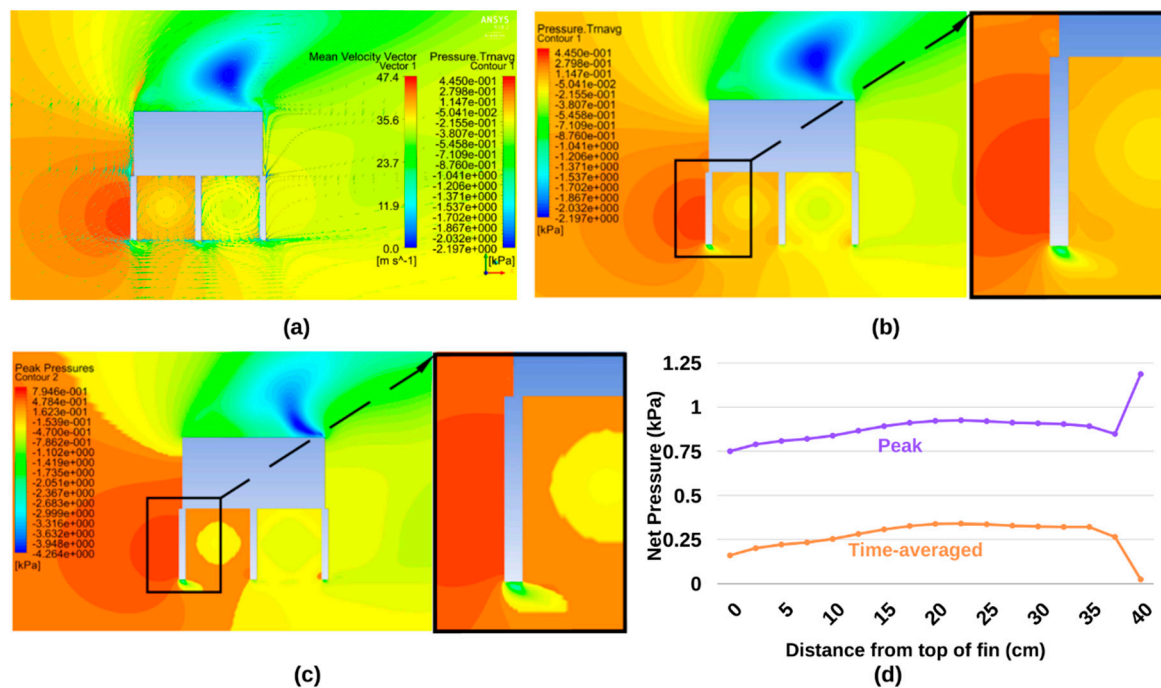 ANSYS
Mean Velocity Vector
Vector 1
47.4
35.6
23.7
11.9
0.0
[m s^-1]
Pressure.Trnavg
Contour 1
4.450e-001
2.798e-001
1.147e-001
-5.041e-002
-2.155e-001
-3.807e-001
-5.458e-001
-7.109e-001
-8.760e-001
-1.041e+000
-1.206e+000
-1.371e+000
-1.537e+000
-1.702e+000
-1.867e+000
-2.032e+000
-2.197e+000
[kPa]
(a)
Pressure.Trnavg
Contour 1
4.450e-001
2.798e-001
1.147e-001
-5.041e-002
-2.155e-001
-3.807e-001
-5.458e-001
-7.109e-001
-8.760e-001
-1.041e+000
-1.206e+000
-1.371e+000
-1.537e+000
-1.702e+000
-1.867e+000
-2.032e+000
-2.197e+000
[kPa]
(b)
Peak Pressures
Contour 2
7.946e-001
4.784e-001
1.623e-001
-1.539e-001
-4.700e-001
-7.862e-001
-1.102e+000
-1.419e+000
-1.735e+000
-2.051e+000
-2.367e+000
-2.683e+000
-2.999e+000
-3.316e+000
-3.632e+000
-3.948e+000
-4.264e+000
[kPa]
(c)
Net Pressure (kPa)
1.25
1
0.75
0.5
0.25
0
Peak
Time-averaged
0 5 10 15 20 25 30 35 40
Distance from top of fin (cm)
(d)